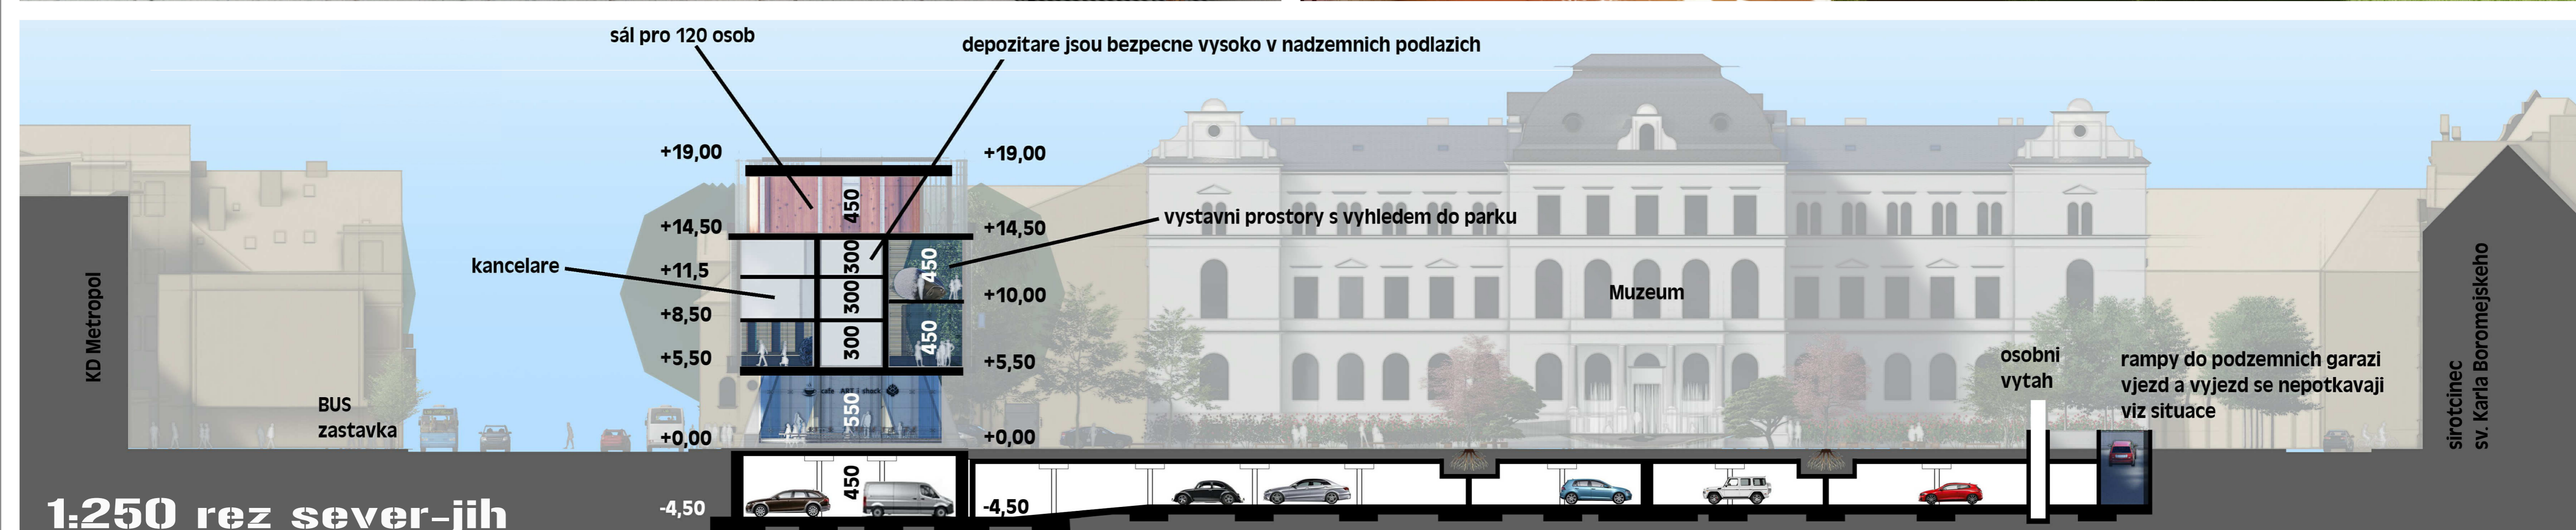 sál pro 120 osob
depozitare jsou bezpecne vysoko v nadzemnich podlazich
+19,00
+19,00
450
+14,50
+14,50
vystavni prostory s vyhledem do parku
kancelare
300
450
+11,5
300
+10,00
+8,50
300
450
+5,50
+5,50
cafe ART shack
550
+0,00
+0,00
KD Metropol
BUS
zastavka
Muzeum
osobni
vytah
rampy do podzemnich garazi
vjezd a vyjezd se nepotkavaji
viz situace
sirotcinec
sv. Karla Boromejskeho
450
-4,50
-4,50
1:250 rez sever-jih